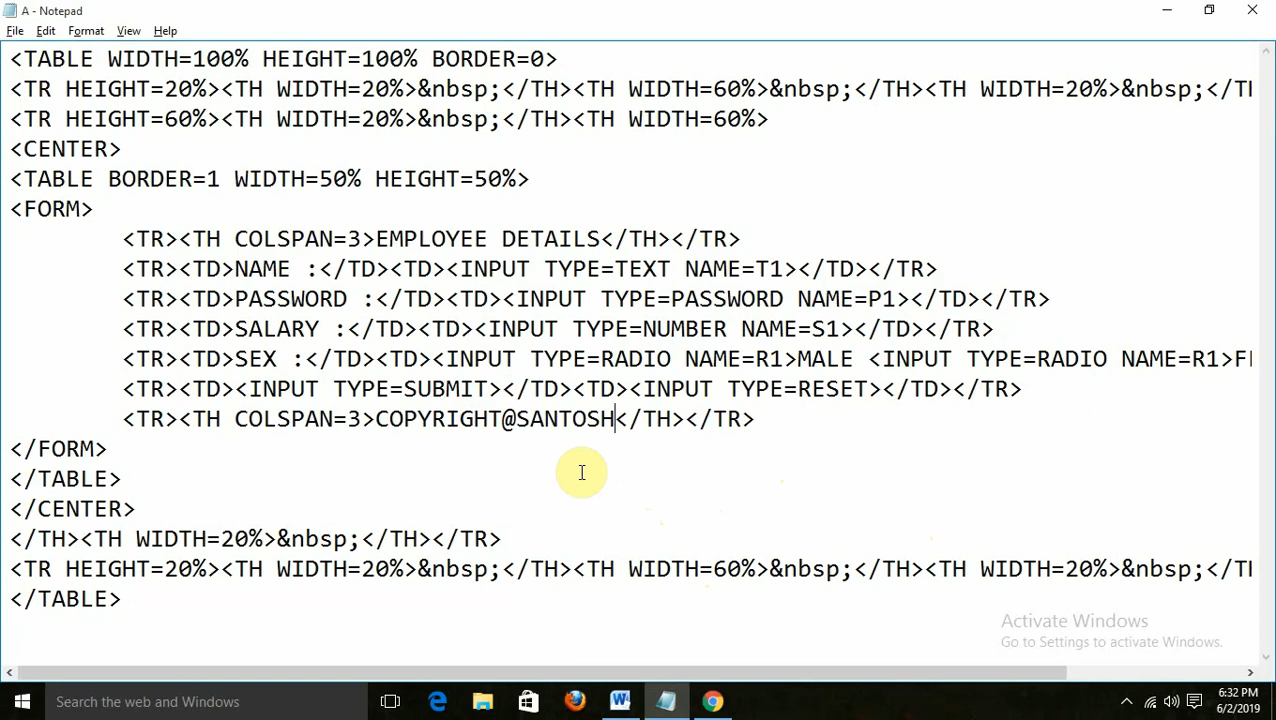 A - Notepad
File Edit Format View Help
<TABLE WIDTH=100% HEIGHT=100% BORDER=0>
<TR HEIGHT=20%><TH WIDTH=20%>&nbsp;</TH><TH WIDTH=60%>&nbsp;</TH><TH WIDTH=20%>&nbsp;</TH
<TR HEIGHT=60%><TH WIDTH=20%>&nbsp;</TH><TH WIDTH=60%>
<CENTER>
<TABLE BORDER=1 WIDTH=50% HEIGHT=50%>
<FORM>
<TR><TH COLSPAN=3>EMPLOYEE DETAILS</TH></TR>
<TR><TD>NAME :</TD><TD><INPUT TYPE=TEXT NAME=T1></TD></TR>
<TR><TD>PASSWORD :</TD><TD><INPUT TYPE=PASSWORD NAME=P1></TD></TR>
<TR><TD>SALARY :</TD><TD><INPUT TYPE=NUMBER NAME=S1></TD></TR>
<TR><TD>SEX :</TD><TD><INPUT TYPE=RADIO NAME=R1>MALE <INPUT TYPE=RADIO NAME=R1>F
<TR><TD><INPUT TYPE=SUBMIT></TD><TD><INPUT TYPE=RESET></TD></TR>
<TR><TH COLSPAN=3>COPYRIGHT@SANTOSH</TH></TR>
</FORM>
</TABLE>
</CENTER>
</TH><TH WIDTH=20%>&nbsp;</TH></TR>
<TR HEIGHT=20%><TH WIDTH=20%>&nbsp;</TH><TH WIDTH=60%>&nbsp;</TH><TH WIDTH=20%>&nbsp;</TH
</TABLE>
Activate Windows
Go to Settings to activate Windows.
Search the web and Windows
6:32 PM
6/2/2019